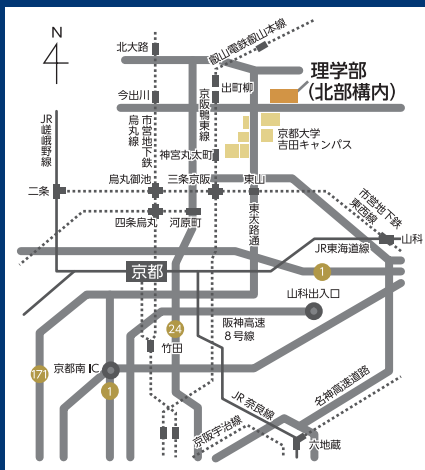 N
北大路
叡山電鉄叡山本線
理学部
(北部構内)
今出川
出町柳
JR嵯峨野線
市営地下鉄
烏丸線
京阪鴨東線
京都大学
吉田キャンパス
神宮丸太町
烏丸御池
三条京阪
東山
二条
市営地下鉄
東西線
四条烏丸
河原町
東大路通
山科
JR東海道線
京都
1
山科出入口
24
阪神高速
8号線
竹田
171
京都南IC
1
JR奈良線
名神高速道路
京阪宇治線
六地蔵